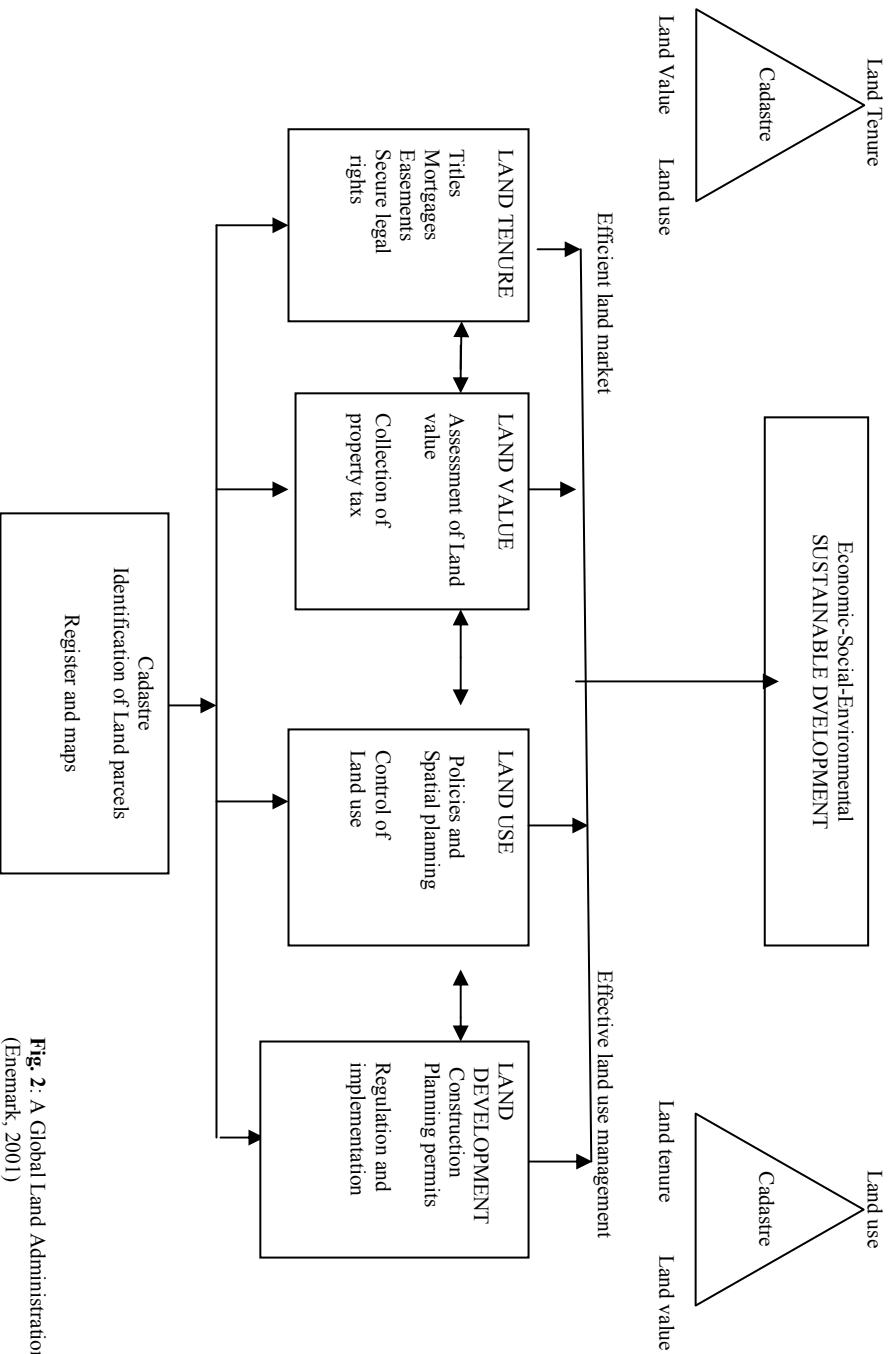 Land Tenure
Cadastre
Land Value
Land use
Economic-Social-Environmental
SUSTAINABLE DVELOPMENT
Land use
Cadastre
Land tenure
Land value
Efficient land market
Effective land use management
LAND TENURE
Titles
Mortgages
Easements
Secure legal
rights
LAND VALUE
Assessment of Land
value
Collection of
property tax
LAND USE
Policies and
Spatial planning
Control of
Land use
LAND
DEVELOPMENT
Construction
Planning permits
Regulation and
implementation
Cadastre
Identification of Land parcels
Register and maps
Fig. 2: A Global Land Administration
(Enemark, 2001)